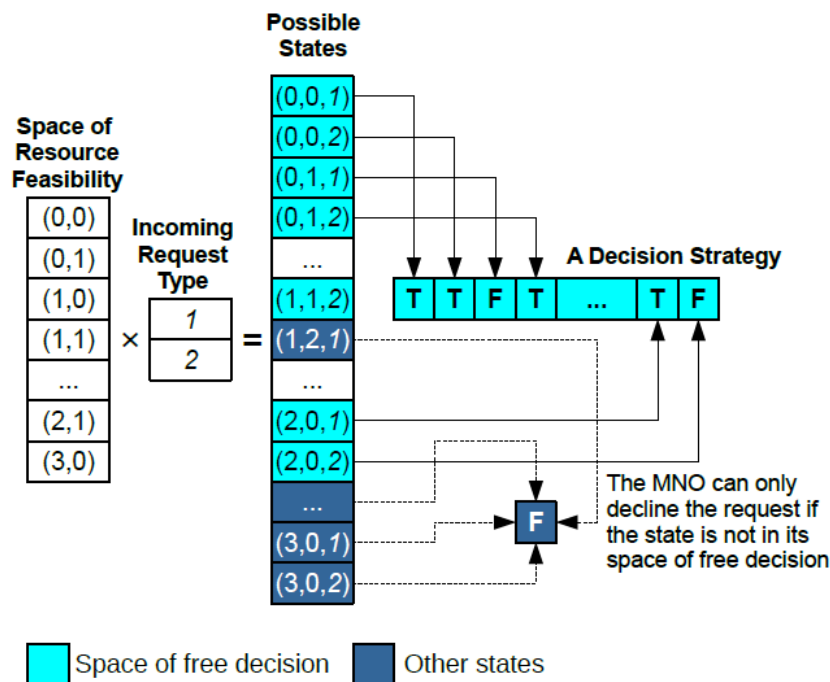 Possible
States
Space of
Resource
Feasibility
(0,0)
(0,1)
(1,0)
(1,1)
...
(2,1)
(3,0)
×
Incoming
Request
Type
1
2
=
(0,0,1)
(0,0,2)
(0,1,1)
(0,1,2)
...
(1,1,2)
(1,2,1)
...
(2,0,1)
(2,0,2)
...
(3,0,1)
(3,0,2)
A Decision Strategy
T T F T ... T F
F
The MNO can only
decline the request if
the state is not in its
space of free decision
Space of free decision
Other states